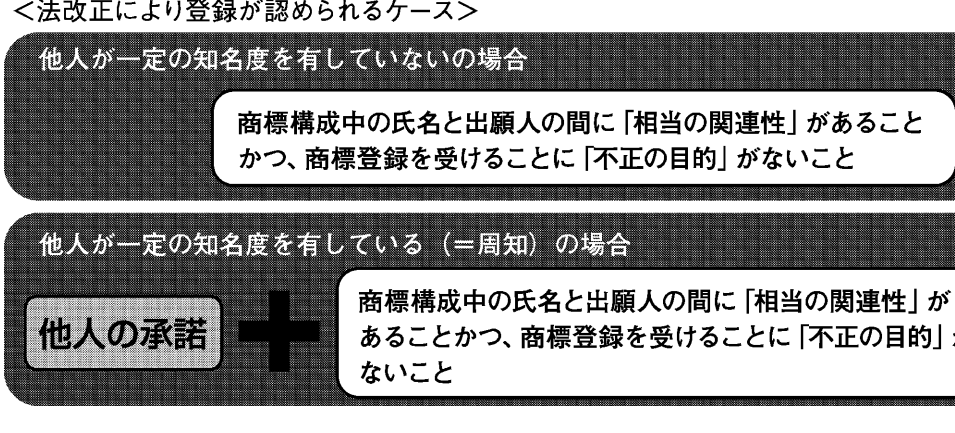 ＜法改正により登録が認められるケース＞
他人が一定の知名度を有していないの場合
商標構成中の氏名と出願人の間に「相当の関連性」があること
かつ、商標登録を受けることに「不正の目的」がないこと
他人が一定の知名度を有している（＝周知）の場合
他人の承諾
商標構成中の氏名と出願人の間に「相当の関連性」が
あることかつ、商標登録を受けることに「不正の目的」
ないこと